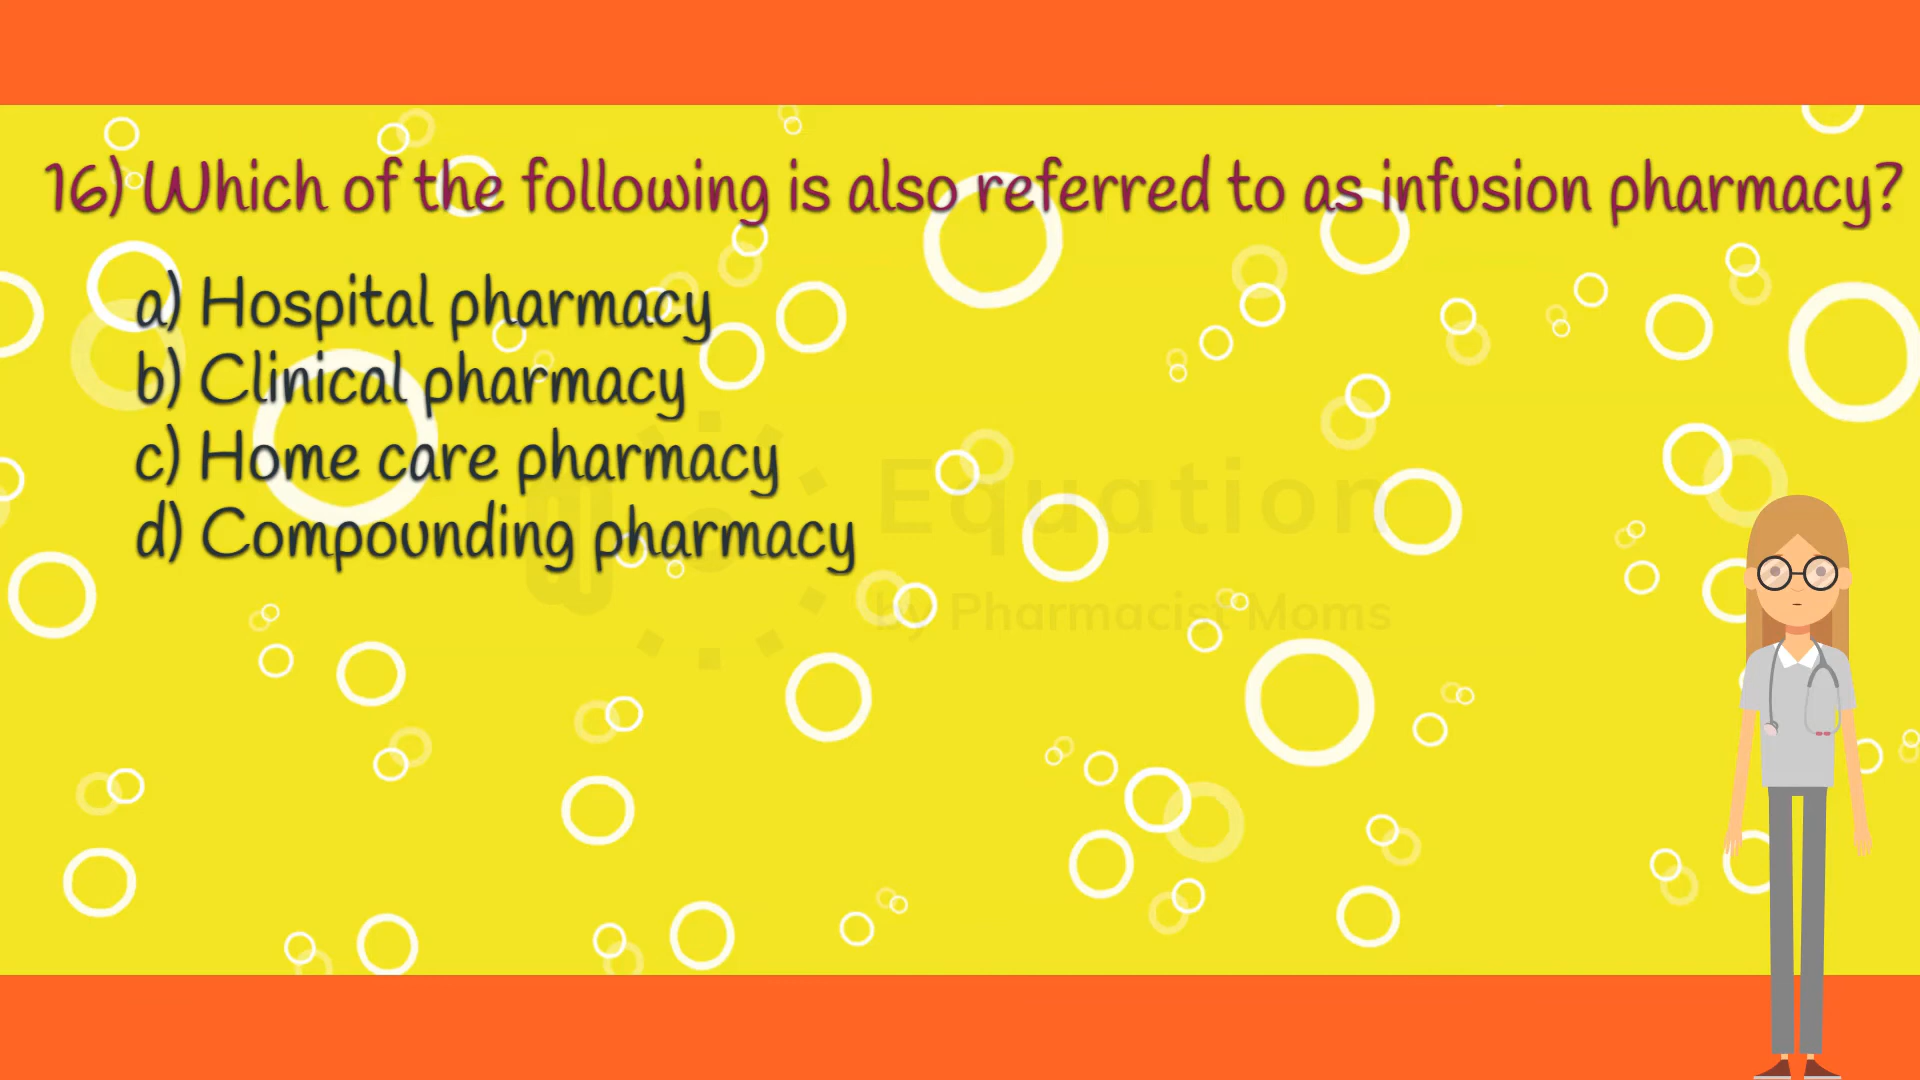 16) Which of the following is also referred to as infusion pharmacy?
a) Hospital pharmacy
b) Clinical pharmacy
c) Home care pharmacy
d) Compounding pharmacy
Equation
by Pharmacist Moms